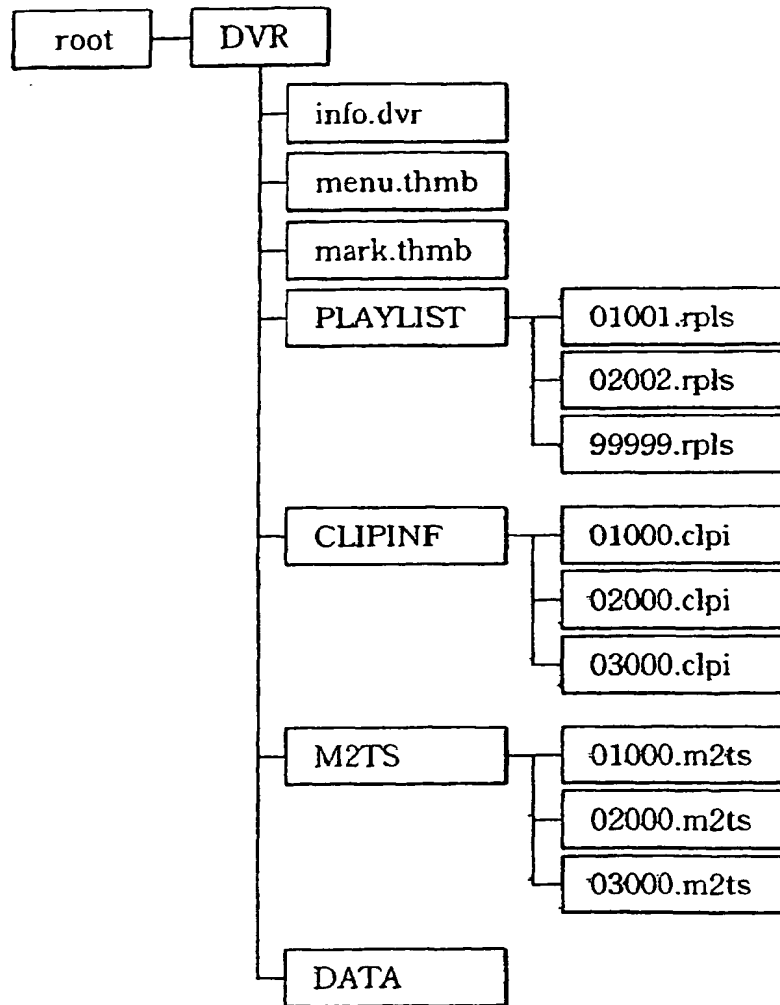 root
DVR
info.dvr
menu.thmb
mark.thmb
PLAYLIST
01001.rpls
02002.rpls
99999.rpls
CLIPINF
01000.clpi
02000.clpi
03000.clpi
M2TS
01000.m2ts
02000.m2ts
03000.m2ts
DATA